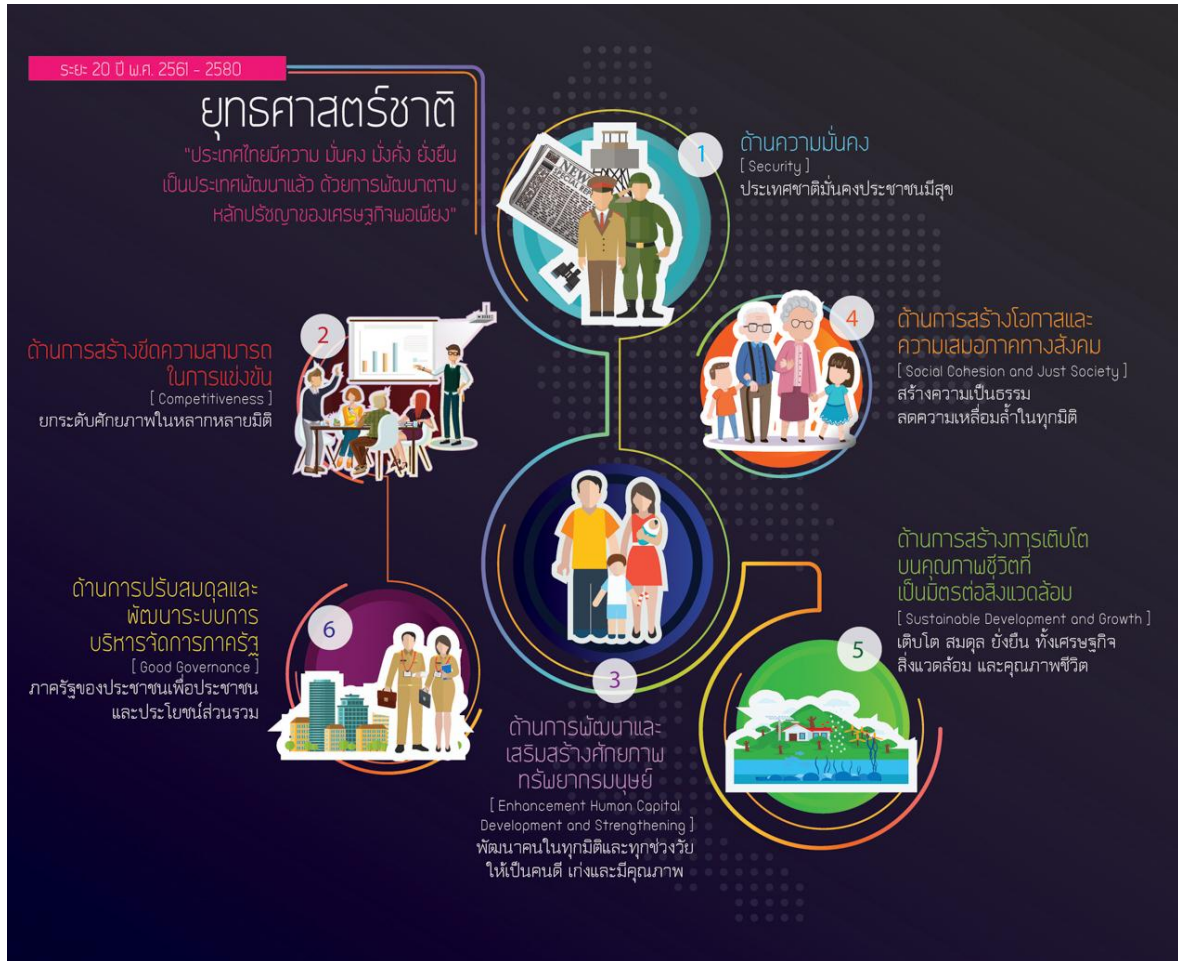 ระยะ 20 ปี พ.ศ. 2561 - 2580
ยุทธศาสตร์ชาติ
"ประเทศไทยมีความ มั่นคง มั่งคั่ง ยั่งยืน
เป็นประเทศพัฒนาแล้ว ด้วยการพัฒนาตาม
หลักปรัชญาของเศรษฐกิจพอเพียง"
NEW
1
ด้านความมั่นคง
[ Security ]
ประเทศชาติมั่นคงประชาชนมีสุข
2
ด้านการสร้างขีดความสามารถ
ในการแข่งขัน
[ Competitiveness ]
ยกระดับศักยภาพในหลากหลายมิติ
3
ด้านการพัฒนาและ
เสริมสร้างศักยภาพ
ทรัพยากรมนุษย์
[ Enhancement Human Capital
Development and Strengthening ]
พัฒนาคนในทุกมิติและทุกช่วงวัย
ให้เป็นคนดี เก่งและมีคุณภาพ
4
ด้านการสร้างโอกาสและ
ความเสมอภาคทางสังคม
[ Social Cohesion and Just Society ]
สร้างความเป็นธรรม
ลดความเหลื่อมล้ำในทุกมิติ
5
ด้านการสร้างการเติบโต
บนคุณภาพชีวิตที่
เป็นมิตรต่อสิ่งแวดล้อม
[ Sustainable Development and Growth ]
เติบโต สมดุล ยั่งยืน ทั้งเศรษฐกิจ
สิ่งแวดล้อม และคุณภาพชีวิต
6
ด้านการปรับสมดุลและ
พัฒนาระบบการ
บริหารจัดการภาครัฐ
[ Good Governance ]
ภาครัฐของประชาชนเพื่อประชาชน
และประโยชน์ส่วนรวม